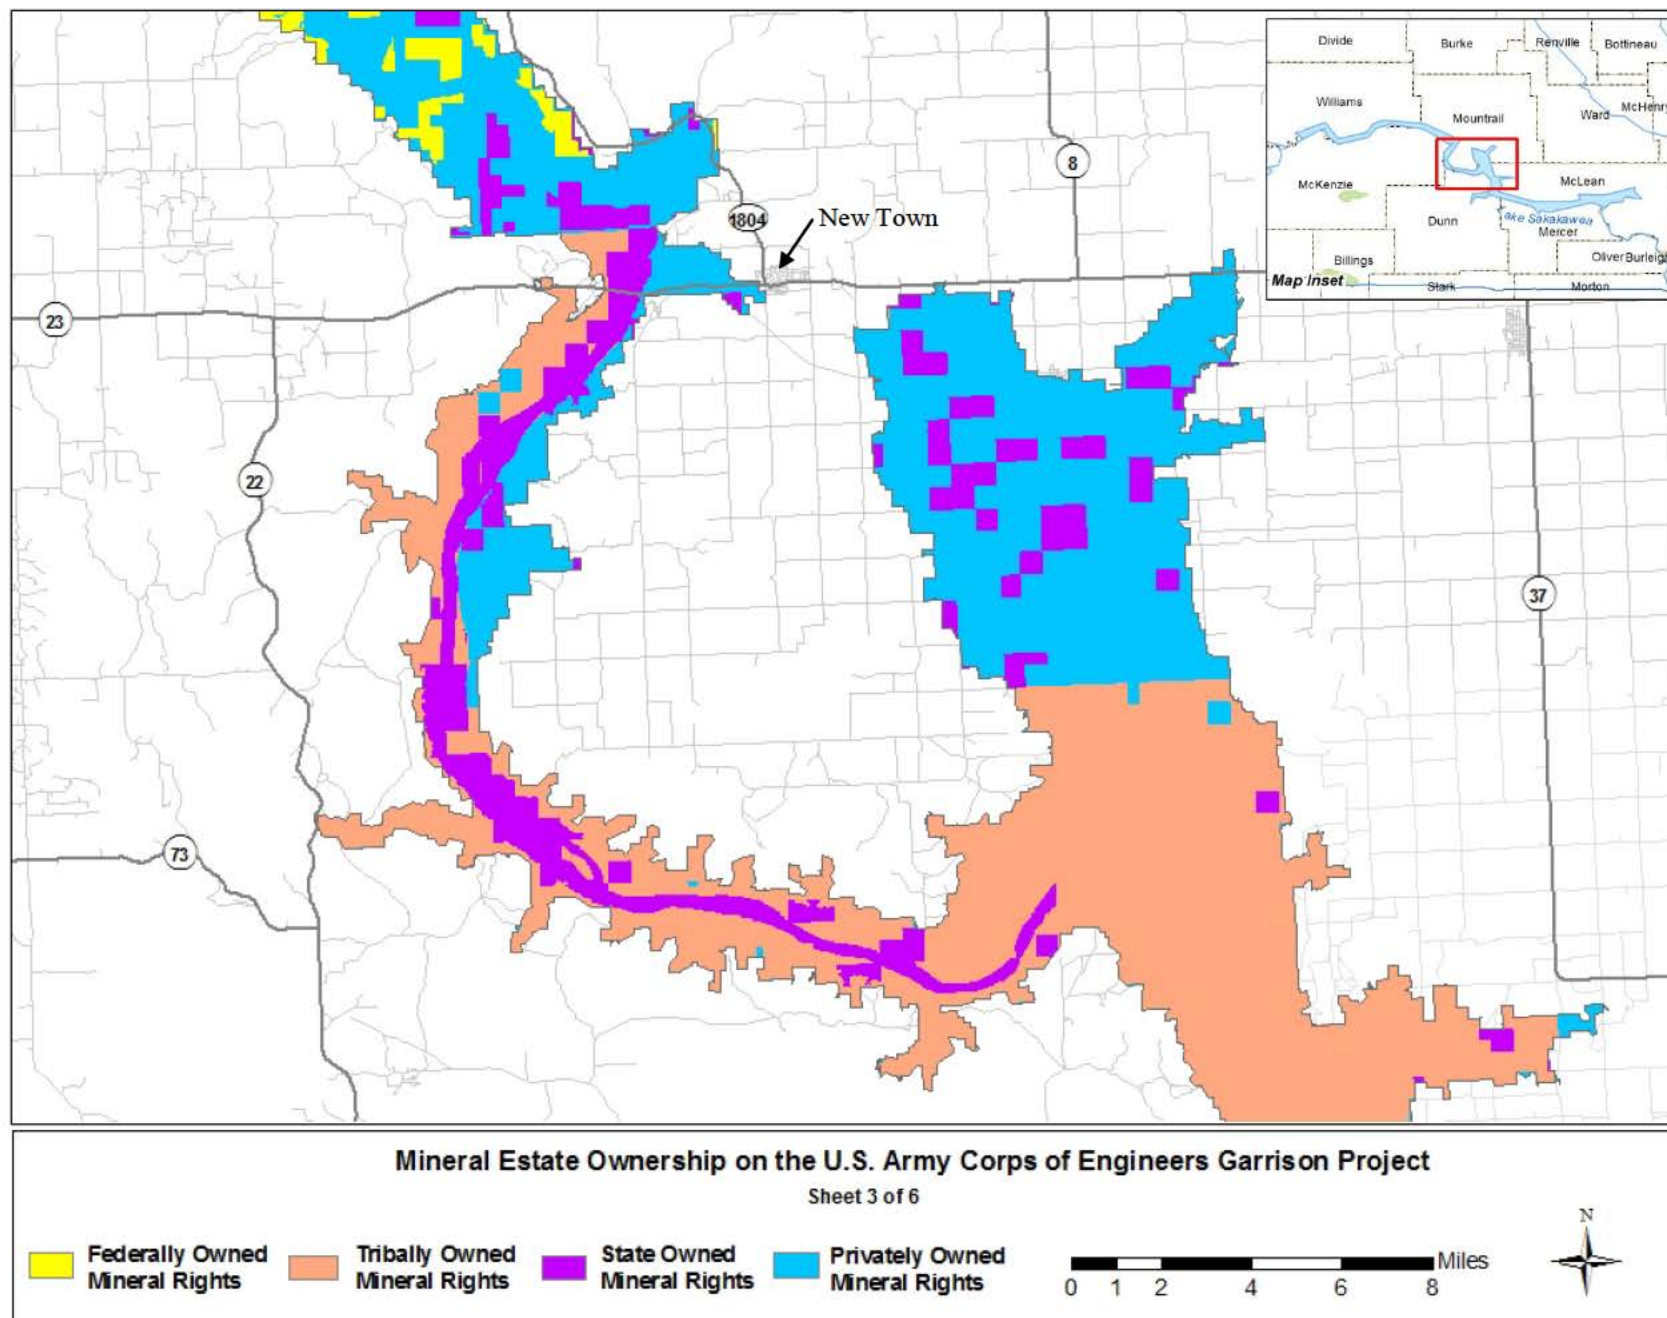 Divide
Burke
Renville
Bottineau
Williams
Mountrail
Ward
McHenry
McKenzie
McLean
Dunn
ake Sakakawea
Mercer
Billings
Oliver
Burleigh
Map Inset
Stark
Morton
8
1804
New Town
23
22
37
73
Mineral Estate Ownership on the U.S. Army Corps of Engineers Garrison Project
Sheet 3 of 6
Federally Owned
Mineral Rights
Tribally Owned
Mineral Rights
State Owned
Mineral Rights
Privately Owned
Mineral Rights
0 1 2 4 6 8
Miles
N